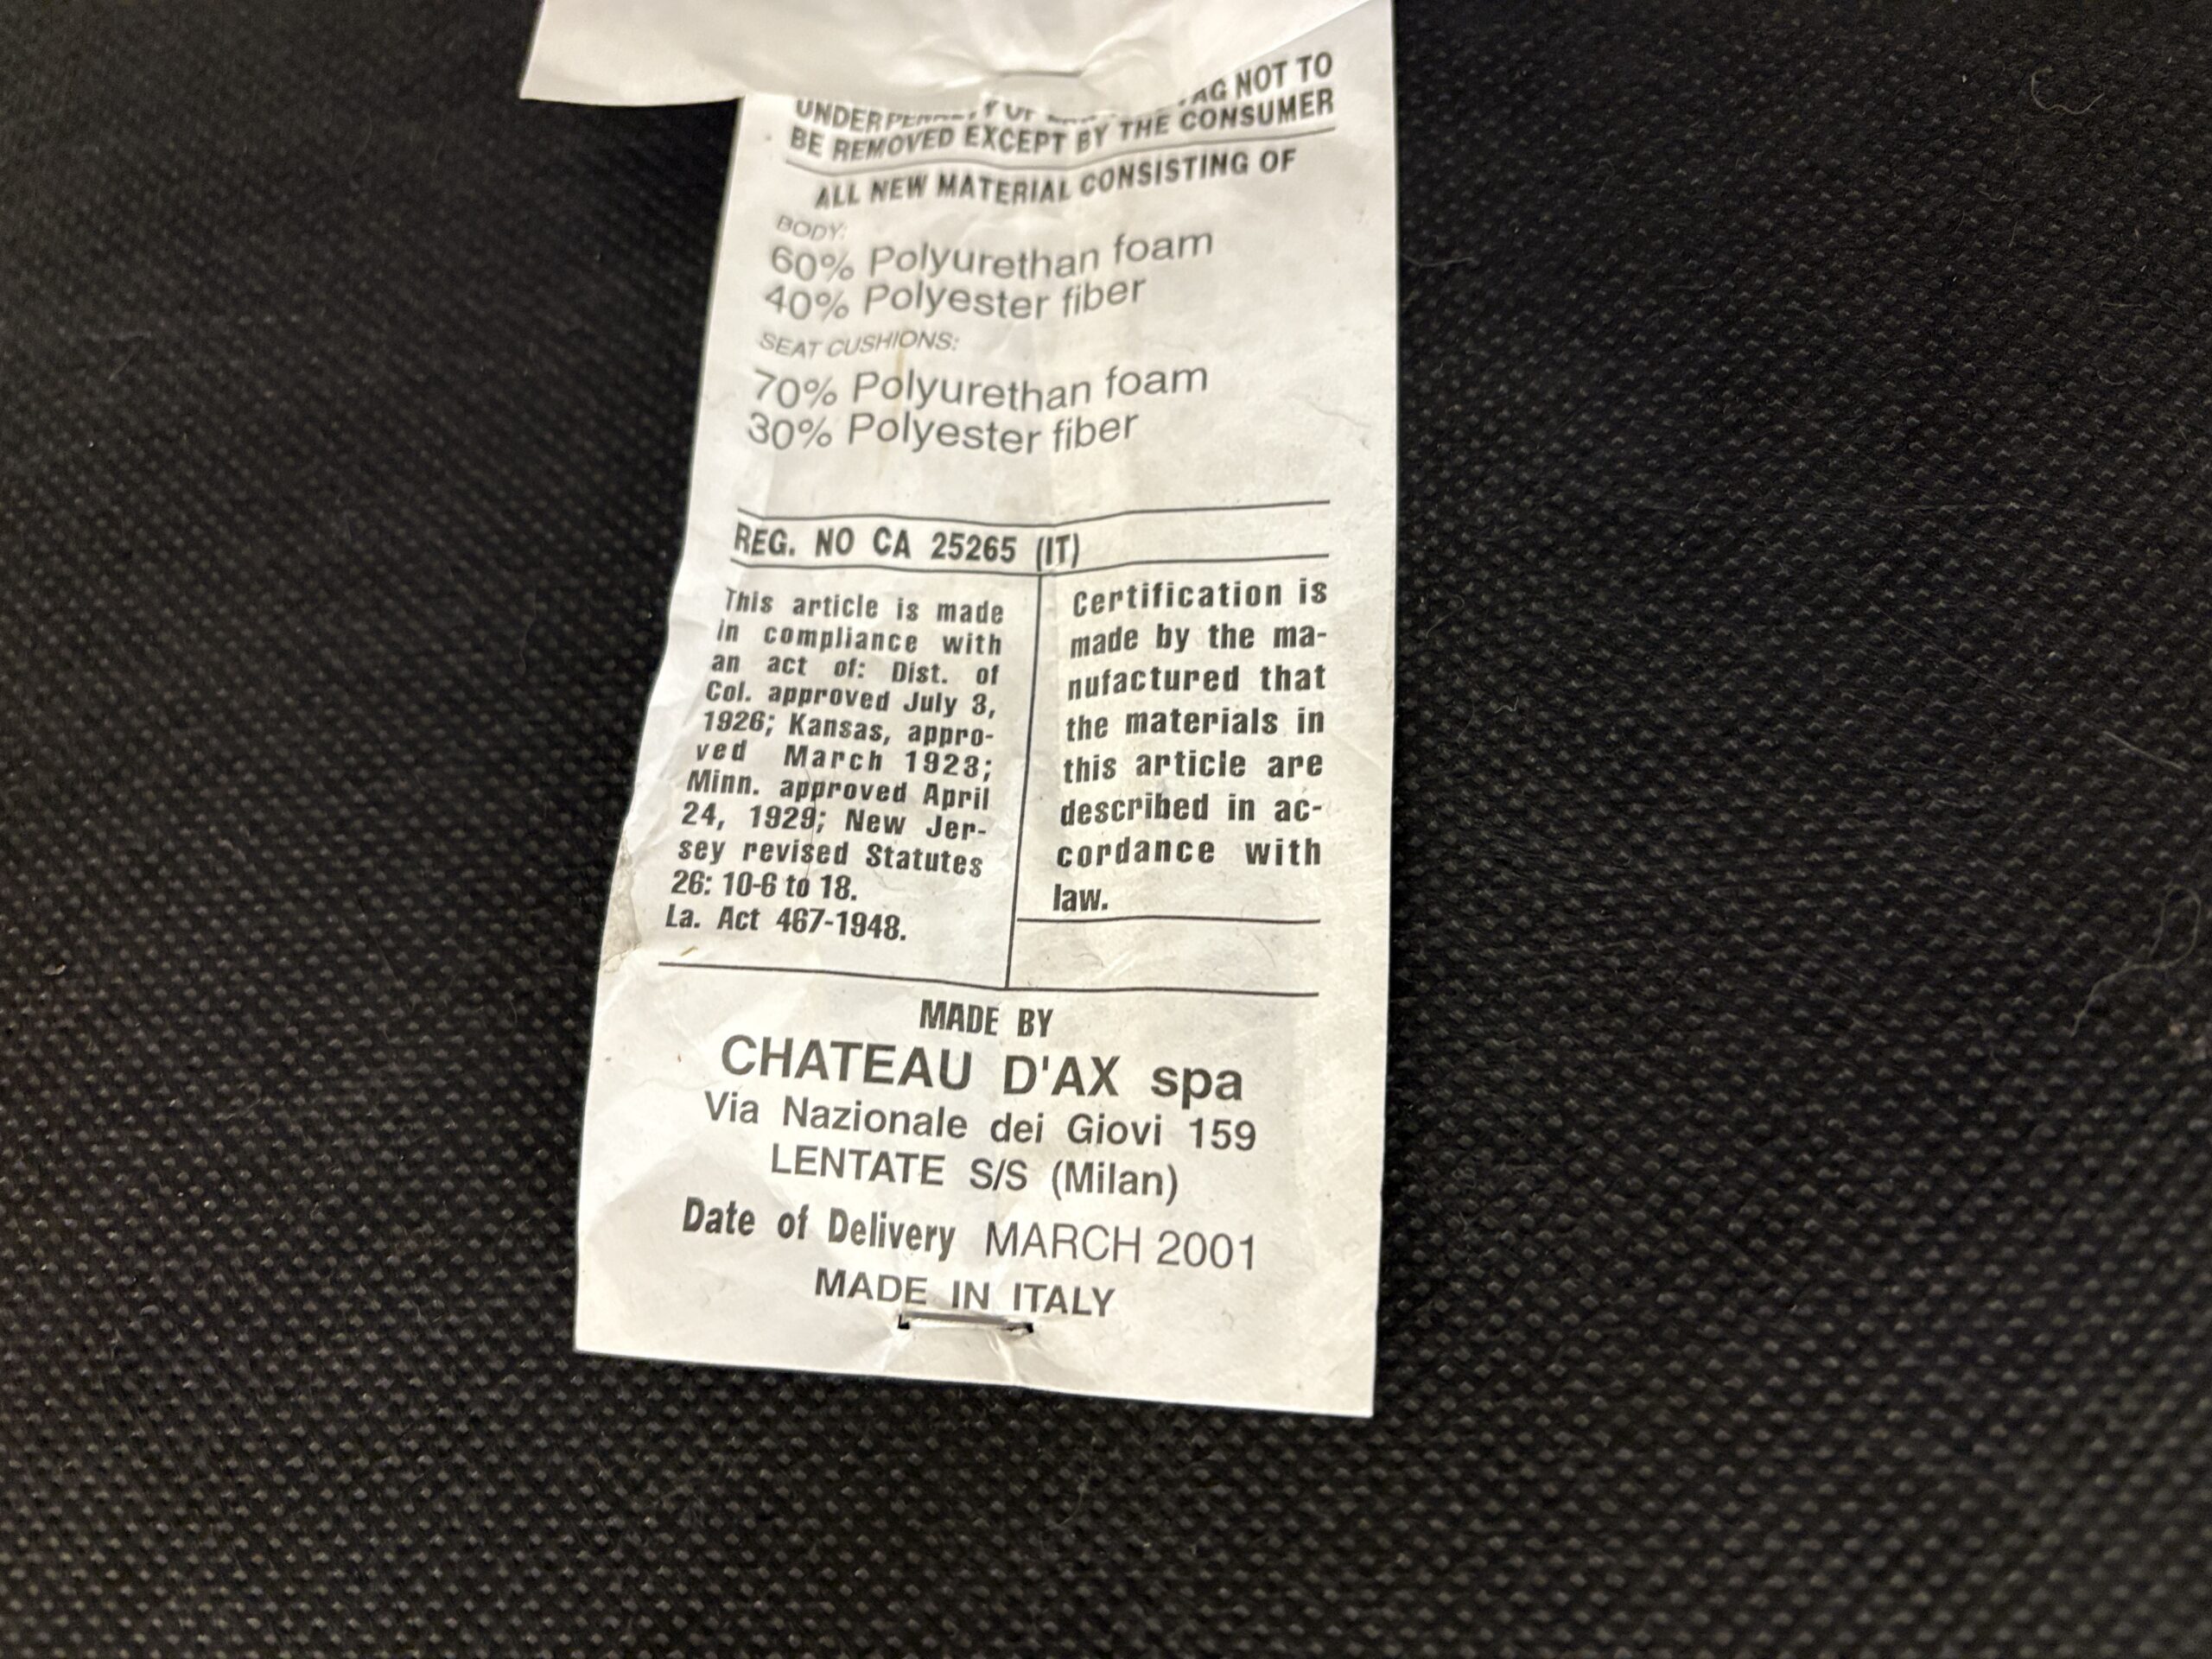 UNDER TAG NOT TO
BE REMOVED EXCEPT BY THE CONSUMER
ALL NEW MATERIAL CONSISTING OF
BODY:
60% Polyurethan foam
40% Polyester fiber
SEAT CUSHIONS:
70% Polyurethan foam
30% Polyester fiber
REG. NO CA 25265 (IT)
This article is made
in compliance with
an act of: Dist. of
Col. approved July 3,
1926; Kansas, appro-
ved March 1923;
Minn. approved April
24, 1929; New Jer-
sey revised Statutes
26: 10-6 to 18.
La. Act 467-1948.
Certification is
made by the ma-
nufactured that
the materials in
this article are
described in ac-
cordance with
law.
MADE BY
CHATEAU D'AX spa
Via Nazionale dei Giovi 159
LENTATE S/S (Milan)
Date of Delivery MARCH 2001
MADE IN ITALY